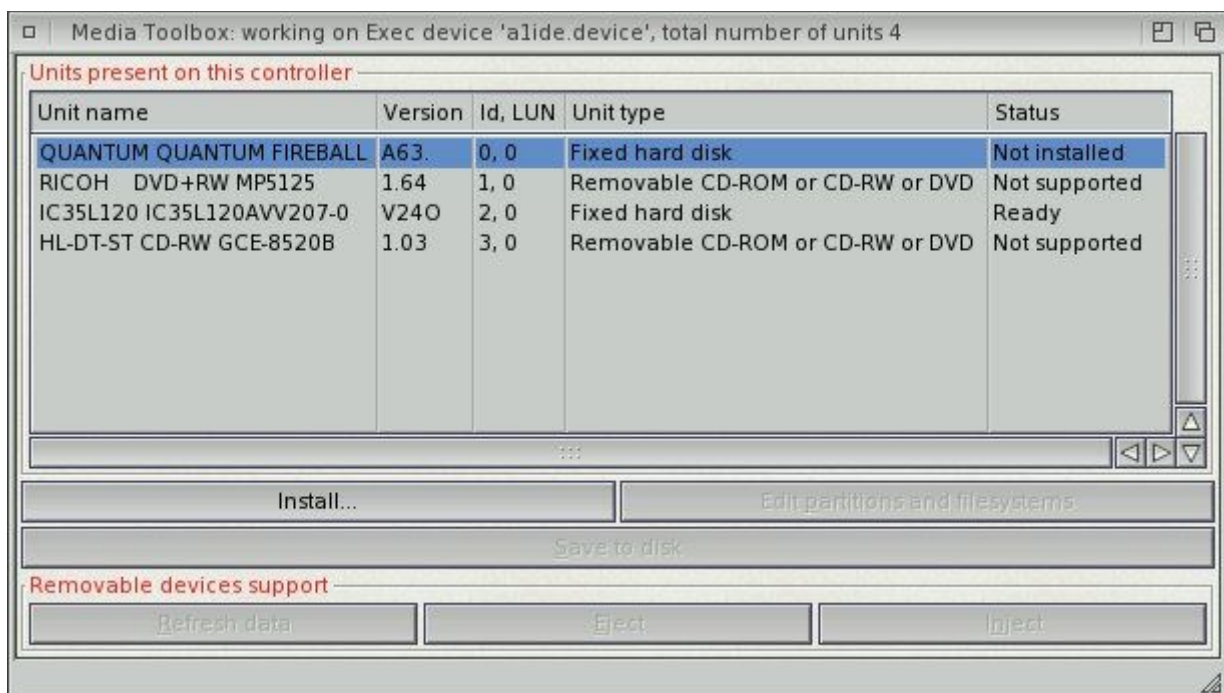 Media Toolbox: working on Exec device 'a1ide.device', total number of units 4
Units present on this controller
Unit name Version Id, LUN Unit type Status
QUANTUM QUANTUM FIREBALL A63. 0, 0 Fixed hard disk Not installed
RICOH DVD+RW MP5125 1.64 1, 0 Removable CD-ROM or CD-RW or DVD Not supported
IC35L120 IC35L120AVV207-0 V24O 2, 0 Fixed hard disk Ready
HL-DT-ST CD-RW GCE-8520B 1.03 3, 0 Removable CD-ROM or CD-RW or DVD Not supported
Install... Edit partitions and filesystems
Save to disk
Removable devices support
Refresh data Eject Inject